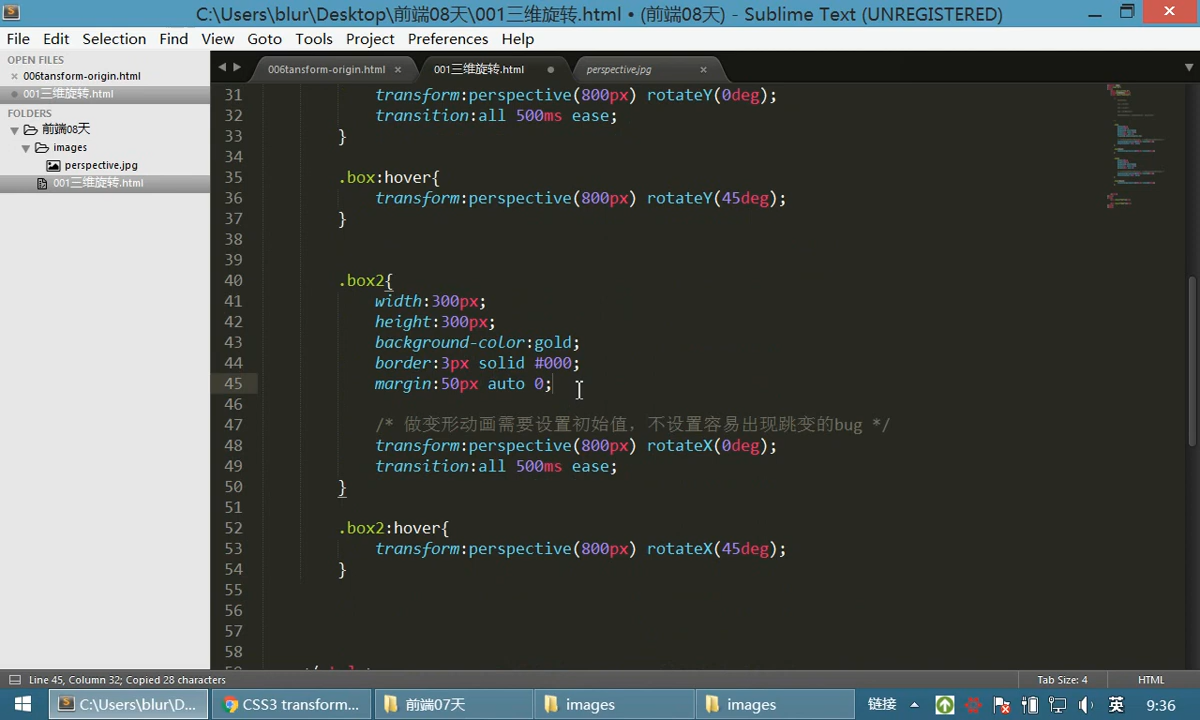 C:\Users\blur\Desktop\前端08天\001三维旋转.html • (前端08天) - Sublime Text (UNREGISTERED)
File Edit Selection Find View Goto Tools Project Preferences Help
OPEN FILES
006tansform-origin.html
001三维旋转.html
FOLDERS
前端08天
images
perspective.jpg
001三维旋转.html
006tansform-origin.html 001三维旋转.html perspective.jpg
31 transform:perspective(800px) rotateY(0deg);
32 transition:all 500ms ease;
33 }
34
35 .box:hover{
36 transform:perspective(800px) rotateY(45deg);
37 }
38
39
40 .box2{
41 width:300px;
42 height:300px;
43 background-color:gold;
44 border:3px solid #000;
45 margin:50px auto 0;
46
47 /* 做变形动画需要设置初始值，不设置容易出现跳变的bug */
48 transform:perspective(800px) rotateX(0deg);
49 transition:all 500ms ease;
50 }
51
52 .box2:hover{
53 transform:perspective(800px) rotateX(45deg);
54 }
55
56
57
58
Line 45, Column 32; Copied 28 characters Tab Size: 4 HTML
C:\Users\blur\D... CSS3 transform... 前端07天 images images 链接 英 9:36